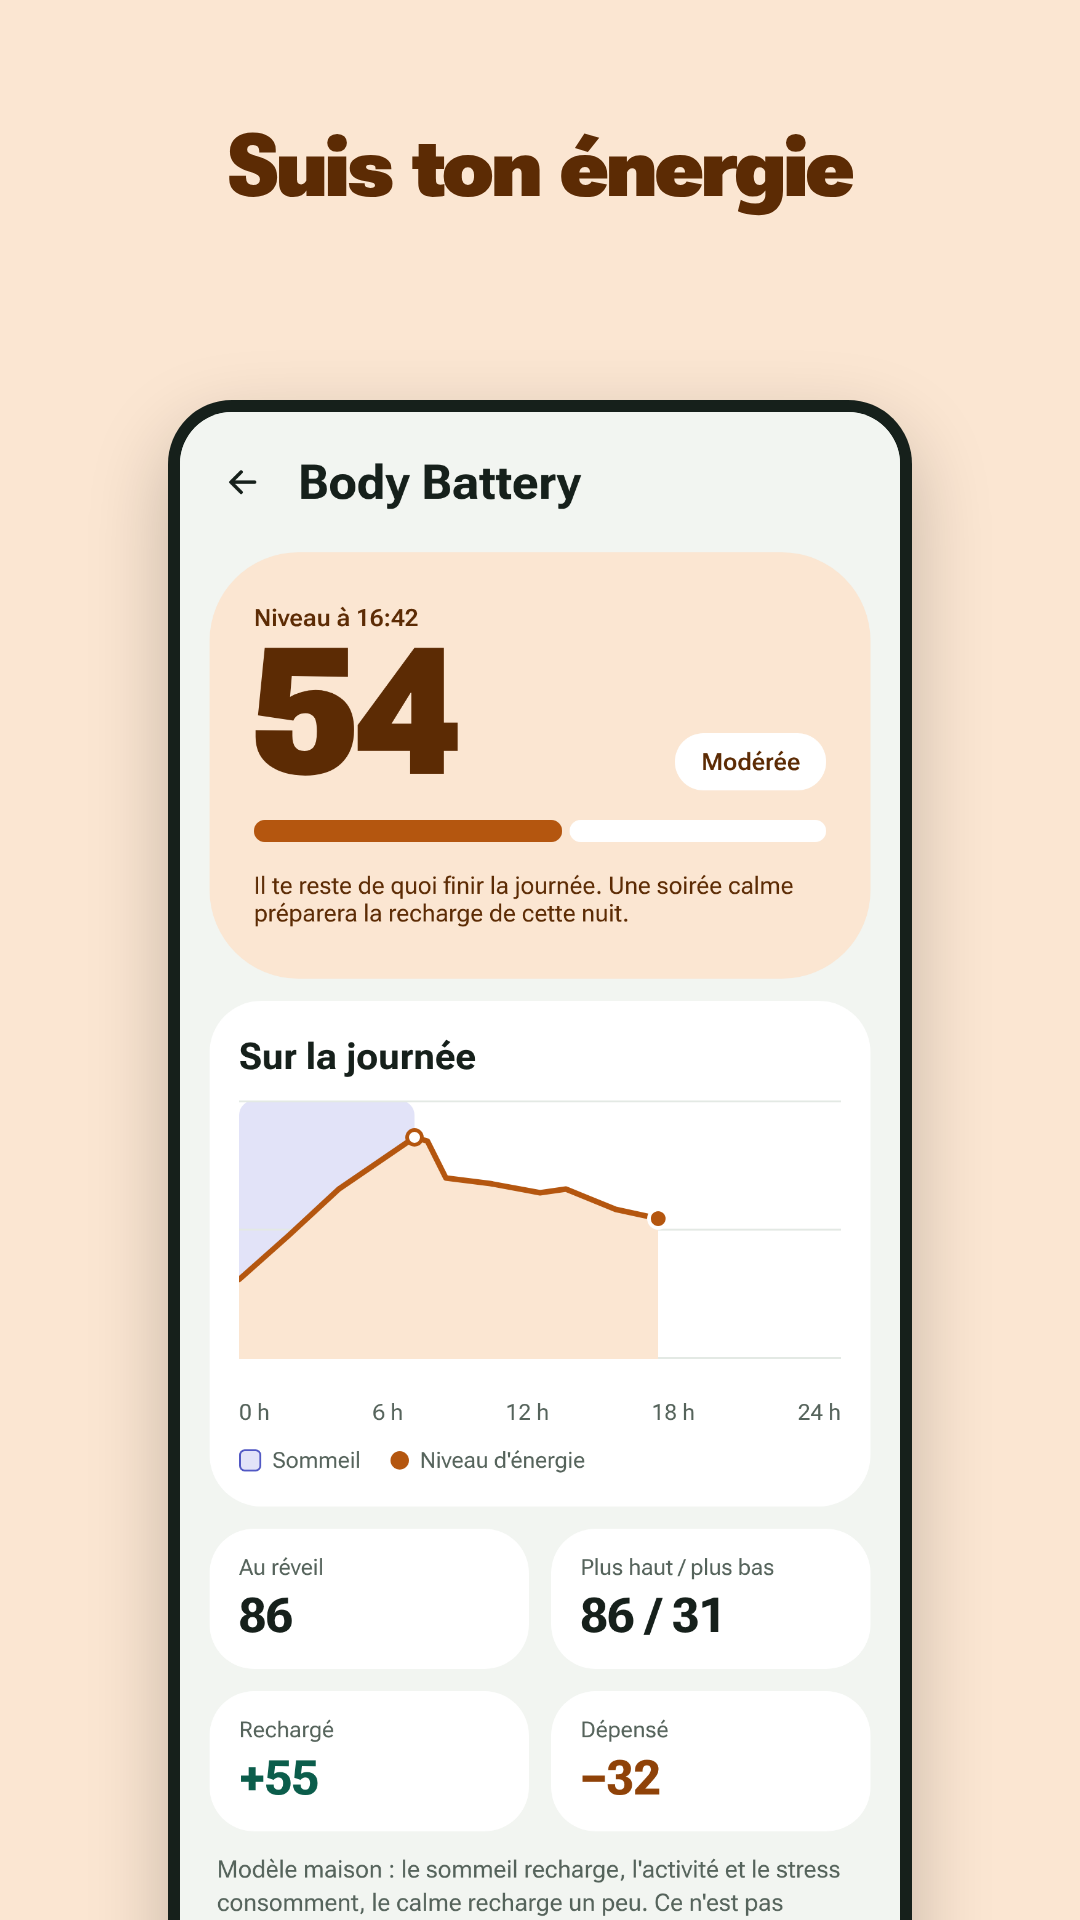 Suis ton énergie
Body Battery
Niveau à 16:42
54
Modérée
Il te reste de quoi finir la journée. Une soirée calme
préparera la recharge de cette nuit.
Sur la journée
0 h 6 h 12 h 18 h 24 h
Sommeil Niveau d'énergie
Au réveil
86
Plus haut / plus bas
86 / 31
Rechargé
+55
Dépensé
−32
Modèle maison : le sommeil recharge, l'activité et le stress
consomment, le calme recharge un peu. Ce n'est pas